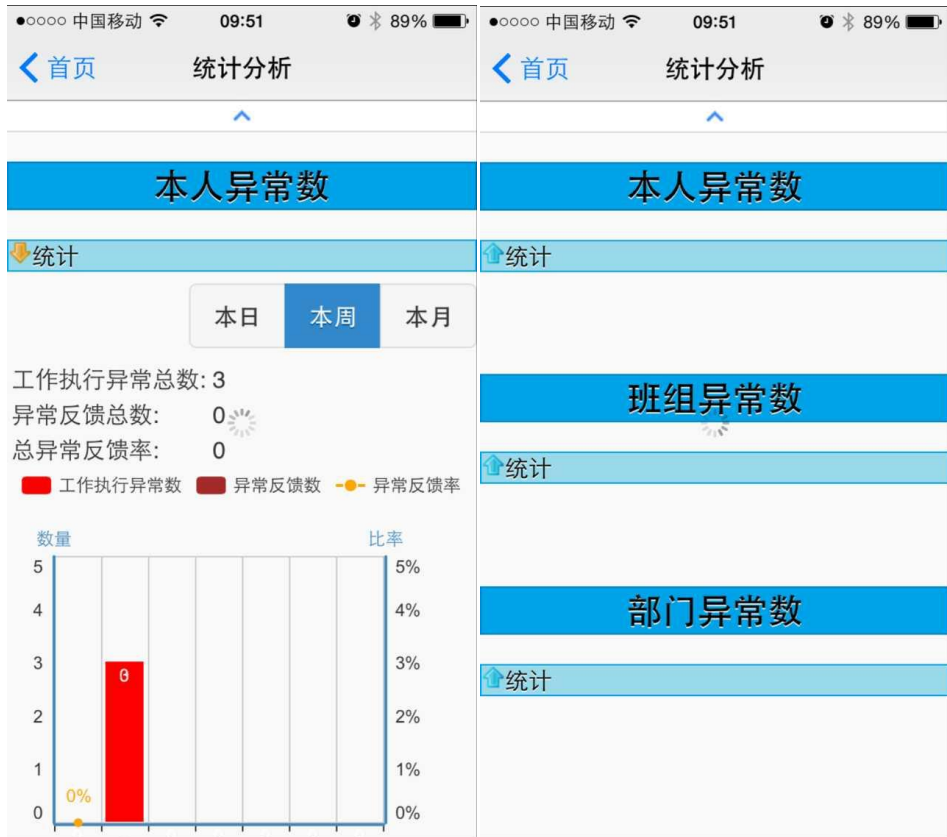 ●○○○○ 中国移动 09:51 89%
首页 统计分析
本人异常数
统计
本日 本周 本月
工作执行异常总数: 3
异常反馈总数: 0
总异常反馈率: 0
工作执行异常数 异常反馈数 异常反馈率
数量 比率
5 5%
4 4%
3 3%
2 2%
1 1%
0% 
0 0%
●○○○○ 中国移动 09:51 89%
首页 统计分析
本人异常数
统计
班组异常数
统计
部门异常数
统计